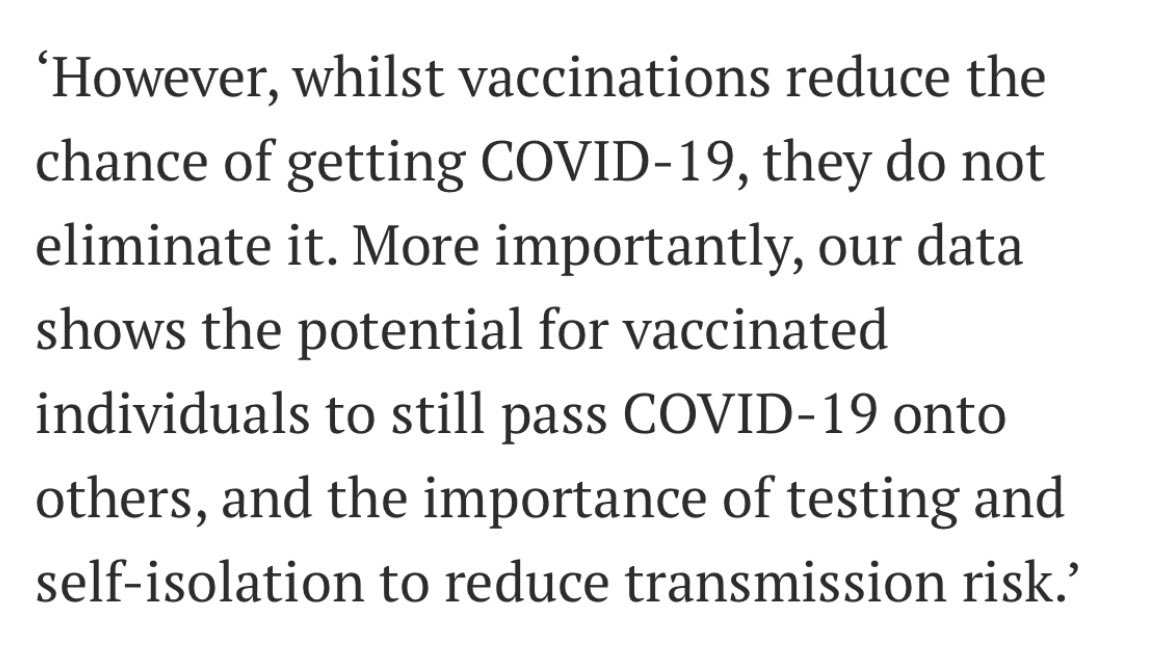 ‘However, whilst vaccinations reduce the
chance of getting COVID-19, they do not
eliminate it. More importantly, our data
shows the potential for vaccinated
individuals to still pass COVID-19 onto
others, and the importance of testing and
self-isolation to reduce transmission risk.’